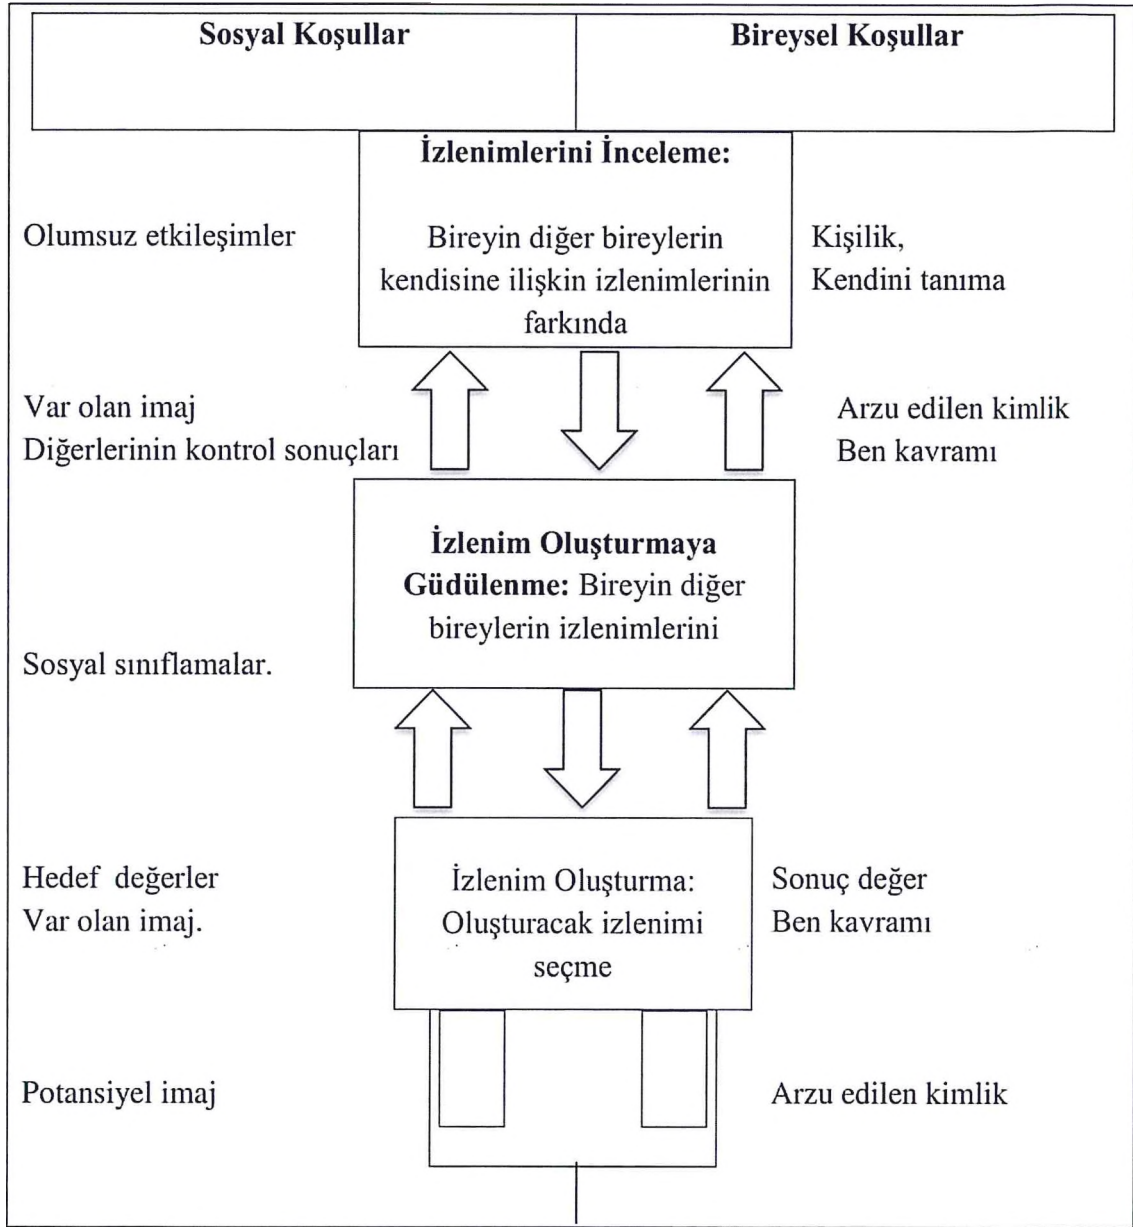 Sosyal Koşullar
Bireysel Koşullar
İzlenimlerini İnceleme:
Olumsuz etkileşimler
Bireyin diğer bireylerin
kendisine ilişkin izlenimlerinin
farkında
Kişilik,
Kendini tanıma
Var olan imaj
Diğerlerinin kontrol sonuçları
Arzu edilen kimlik
Ben kavramı
İzlenim Oluşturmaya
Güdülenme: Bireyin diğer
bireylerin izlenimlerini
Sosyal sınıflamalar.
Hedef değerler
Var olan imaj.
İzlenim Oluşturma:
Oluşturacak izlenimi
seçme
Sonuç değer
Ben kavramı
Potansiyel imaj
Arzu edilen kimlik